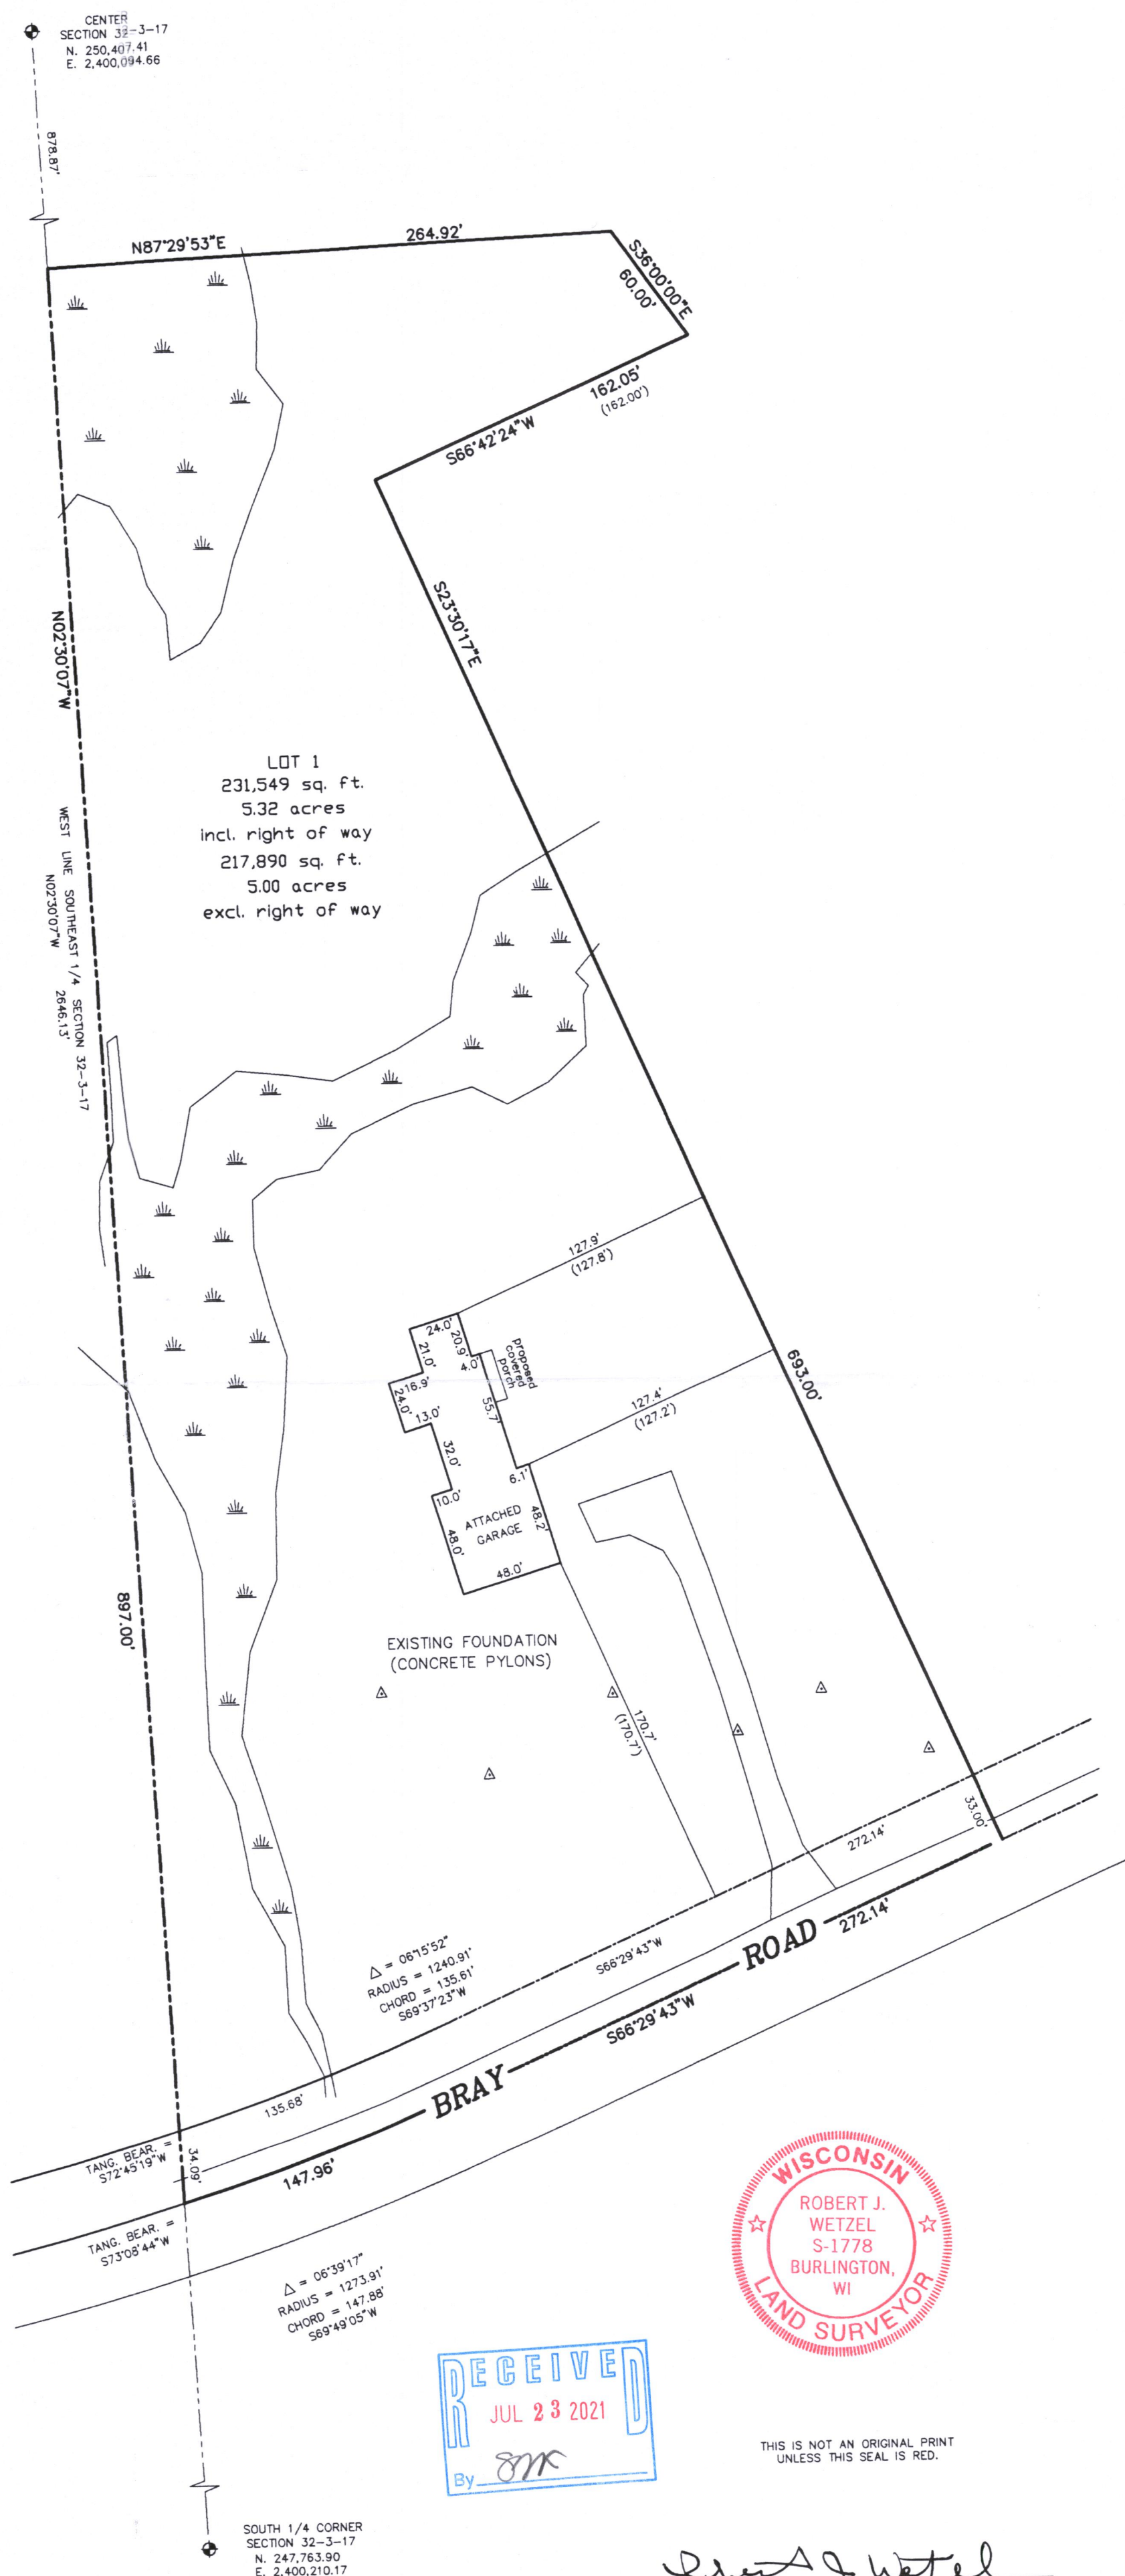 CENTER
SECTION 32-3-17
N. 250,407.41
E. 2,400,094.66
878.87'
N87°29'53"E
264.92'
S36°00'00"E
60.00'
162.05'
(162.00')
S66°42'24"W
S23°30'17"E
N02°30'07"W
LOT 1
231,549 sq. ft.
5.32 acres
incl. right of way
217,890 sq. ft.
5.00 acres
excl. right of way
WEST LINE SOUTHEAST 1/4 SECTION 32-3-17
N02°30'07"W 2646.13'
127.9'
(127.8')
24.0'
20.9'
21.0'
4.0'
proposed
covered
porch
16.9'
24.0'
13.0'
55.7'
127.4'
(127.2')
693.00'
32.0'
6.1'
10.0'
ATTACHED
GARAGE
48.2'
48.0'
48.0'
897.00'
EXISTING FOUNDATION
(CONCRETE PYLONS)
170.7'
(170.7')
33.00'
272.14'
Δ = 06°15'52"
RADIUS = 1240.91'
CHORD = 135.61'
S69°37'23"W
S66°29'43"W
BRAY ROAD
272.14'
S66°29'43"W
135.68'
TANG. BEAR. =
S72°45'19"W
34.09'
147.96'
TANG. BEAR. =
S73°08'44"W
Δ = 06°39'17"
RADIUS = 1273.91'
CHORD = 147.88'
S69°49'05"W
WISCONSIN
ROBERT J.
WETZEL
S-1778
BURLINGTON,
WI
LAND SURVEYOR
RECEIVED
JUL 23 2021
By
THIS IS NOT AN ORIGINAL PRINT
UNLESS THIS SEAL IS RED.
SOUTH 1/4 CORNER
SECTION 32-3-17
N. 247,763.90
E. 2,400,210.17